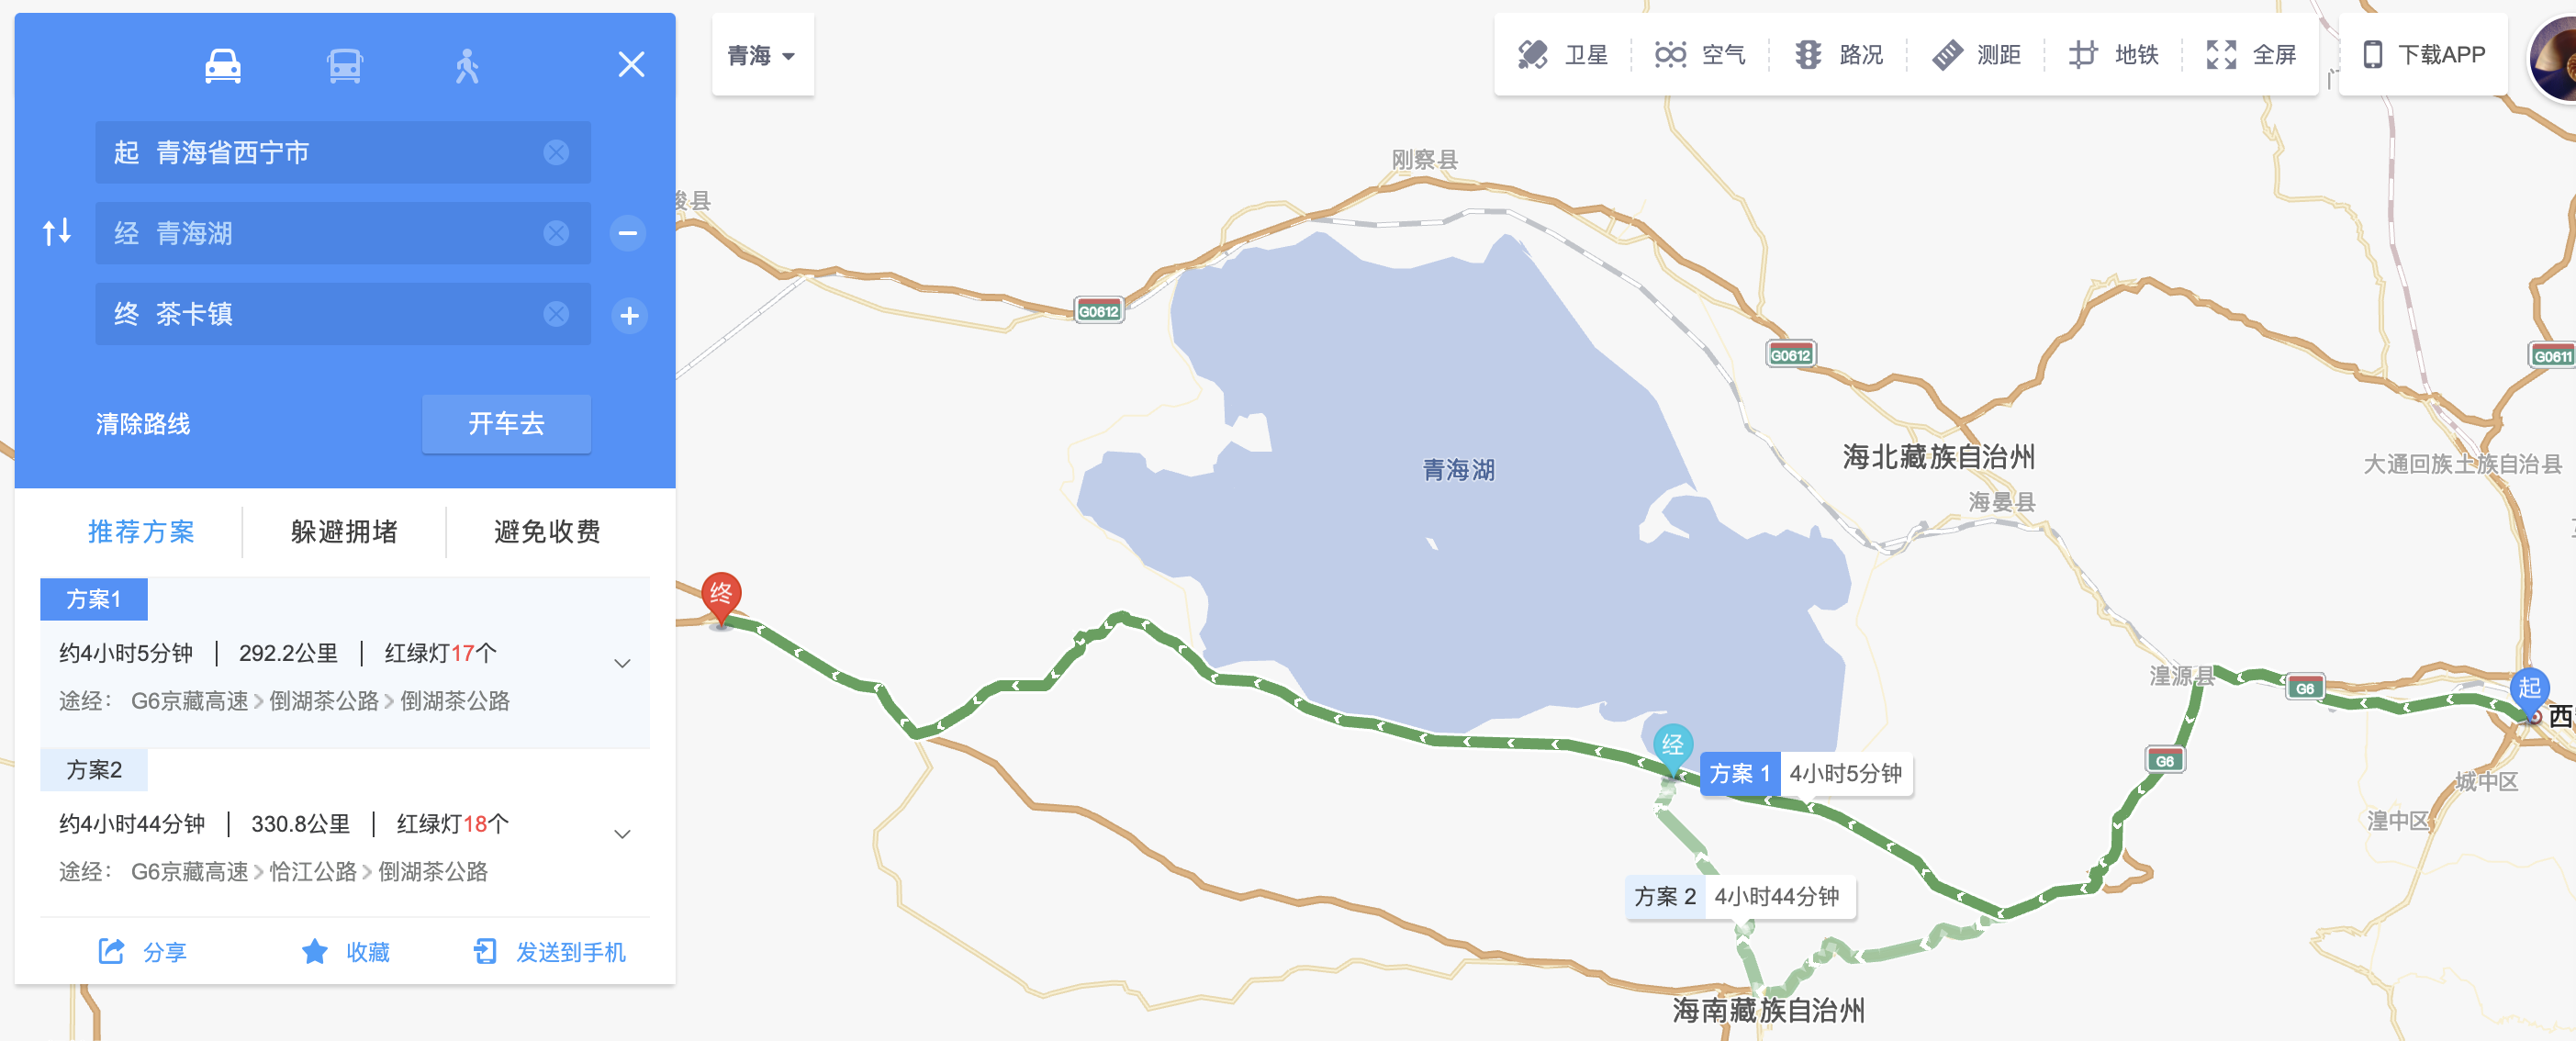 起 青海省西宁市
经 青海湖
终 茶卡镇
清除路线
开车去
推荐方案
躲避拥堵
避免收费
方案1
约4小时5分钟 | 292.2公里 | 红绿灯17个
途经: G6京藏高速 > 倒湖茶公路 > 倒湖茶公路
方案2
约4小时44分钟 | 330.8公里 | 红绿灯18个
途经: G6京藏高速 > 恰江公路 > 倒湖茶公路
分享
收藏
发送到手机
青海
卫星
空气
路况
测距
地铁
全屏
下载APP
刚察县
县
G0612
G0612
G0611
青海湖
海北藏族自治州
海晏县
大通回族土族自治县
终
湟源县
G6
起
西
经
方案 1 4小时5分钟
G6
城中区
湟中区
方案 2 4小时44分钟
海南藏族自治州